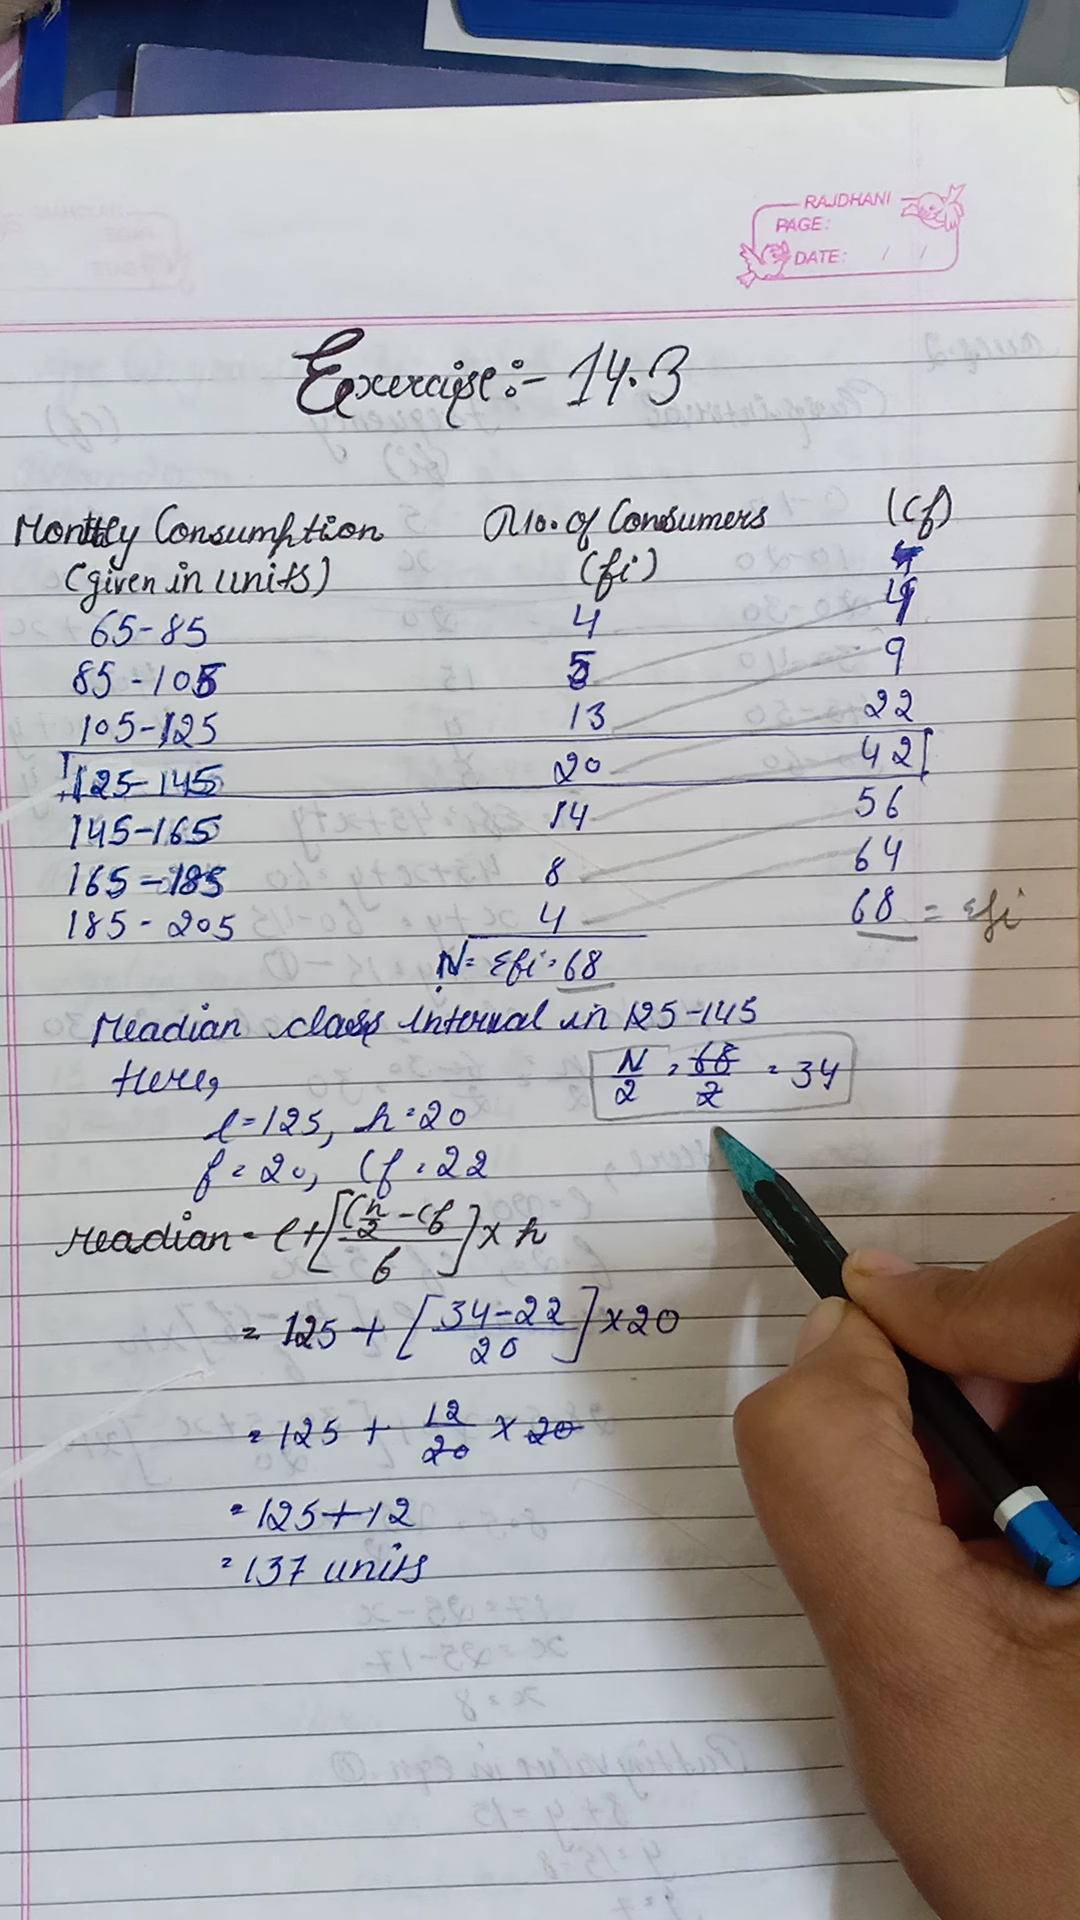 RAJDHANI
PAGE:
DATE: / /
Exercise:- 14.3
Monthly Consumption No. of Consumers (Cf)
(given in units) (fi)
65-85 4 4
85-105 5 9
105-125 13 22
125-145 20 42
145-165 14 56
165-185 8 64
185-205 4 68 = Σfi
N= Σfi=68
Meadian class interval in 125-145
Here, N/2 = 68/2 = 34
l=125, h=20
f=20, Cf=22
Meadian = l+[(n/2 - Cf)/f] × h
= 125 + [34-22/20] ×20
= 125 + 12/20 × 20
= 125+12
= 137 units